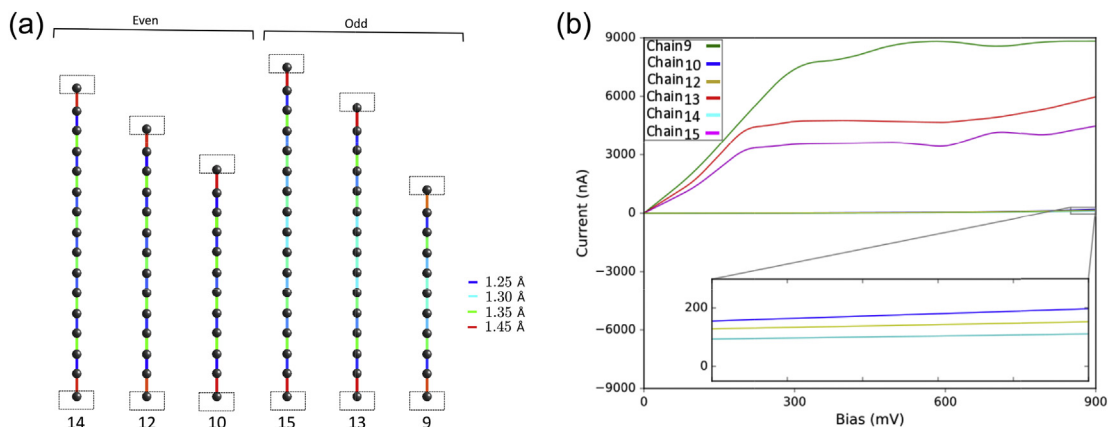 (a)
Even
Odd
1.25 Å
1.30 Å
1.35 Å
1.45 Å
14 12 10 15 13 9
(b)
9000
6000
3000
0
−3000
−6000
−9000
Current (nA)
Chain9
Chain10
Chain12
Chain13
Chain14
Chain15
200
0
0 300 600 900
Bias (mV)